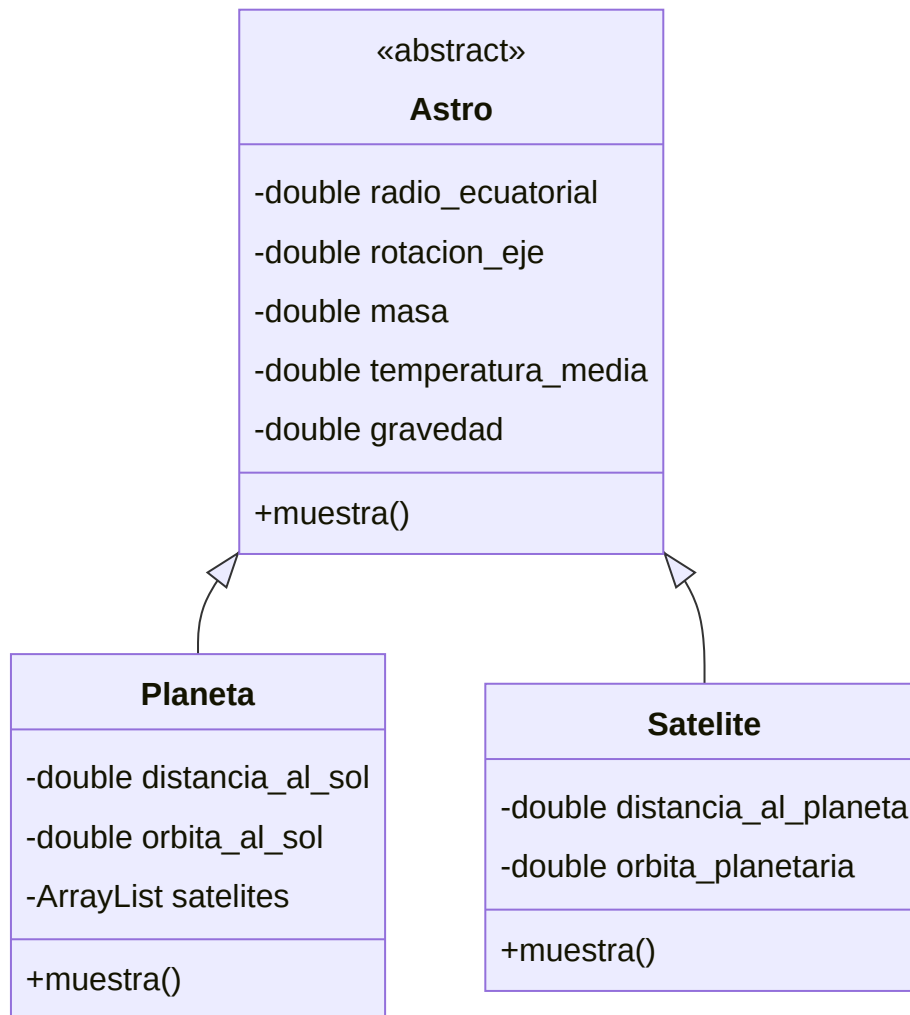 «abstract»
Astro
-double radio_ecuatorial
-double rotacion_eje
-double masa
-double temperatura_media
-double gravedad
+muestra()
Planeta
-double distancia_al_sol
-double orbita_al_sol
-ArrayList satelites
+muestra()
Satelite
-double distancia_al_planeta
-double orbita_planetaria
+muestra()